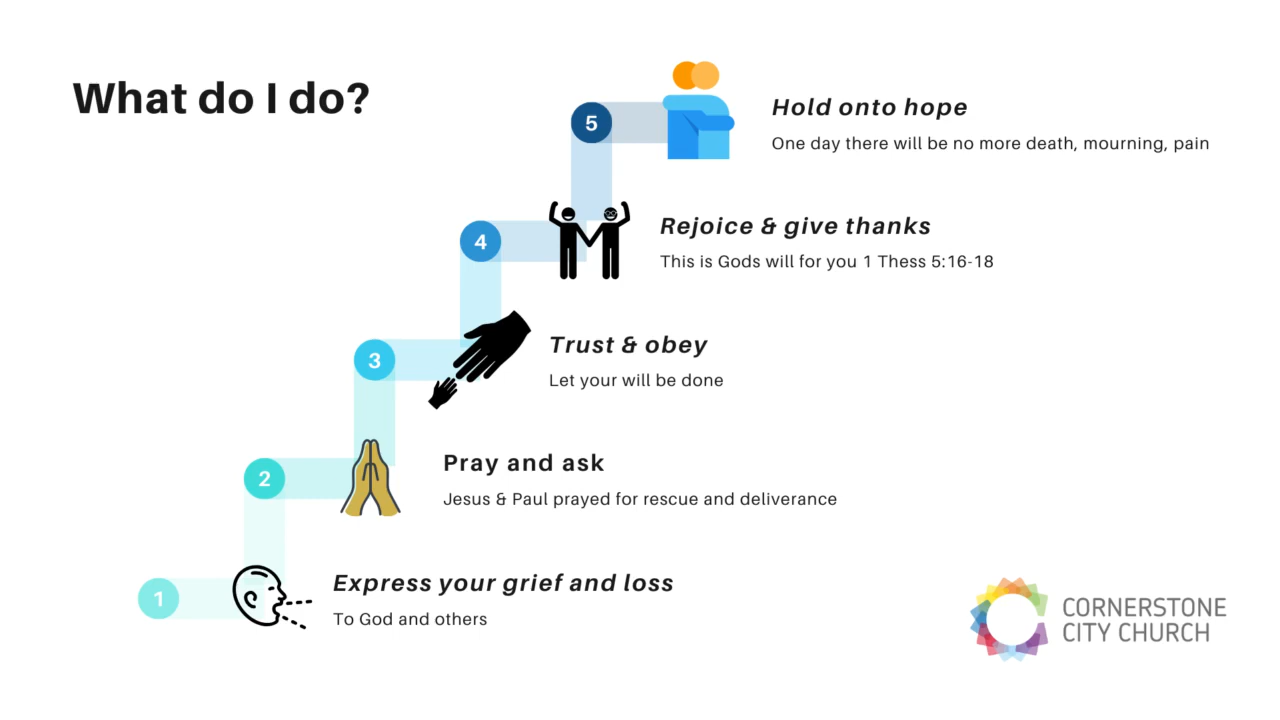 What do I do?
5
Hold onto hope
One day there will be no more death, mourning, pain
4
Rejoice & give thanks
This is Gods will for you 1 Thess 5:16-18
3
Trust & obey
Let your will be done
2
Pray and ask
Jesus & Paul prayed for rescue and deliverance
1
Express your grief and loss
To God and others
CORNERSTONE
CITY CHURCH